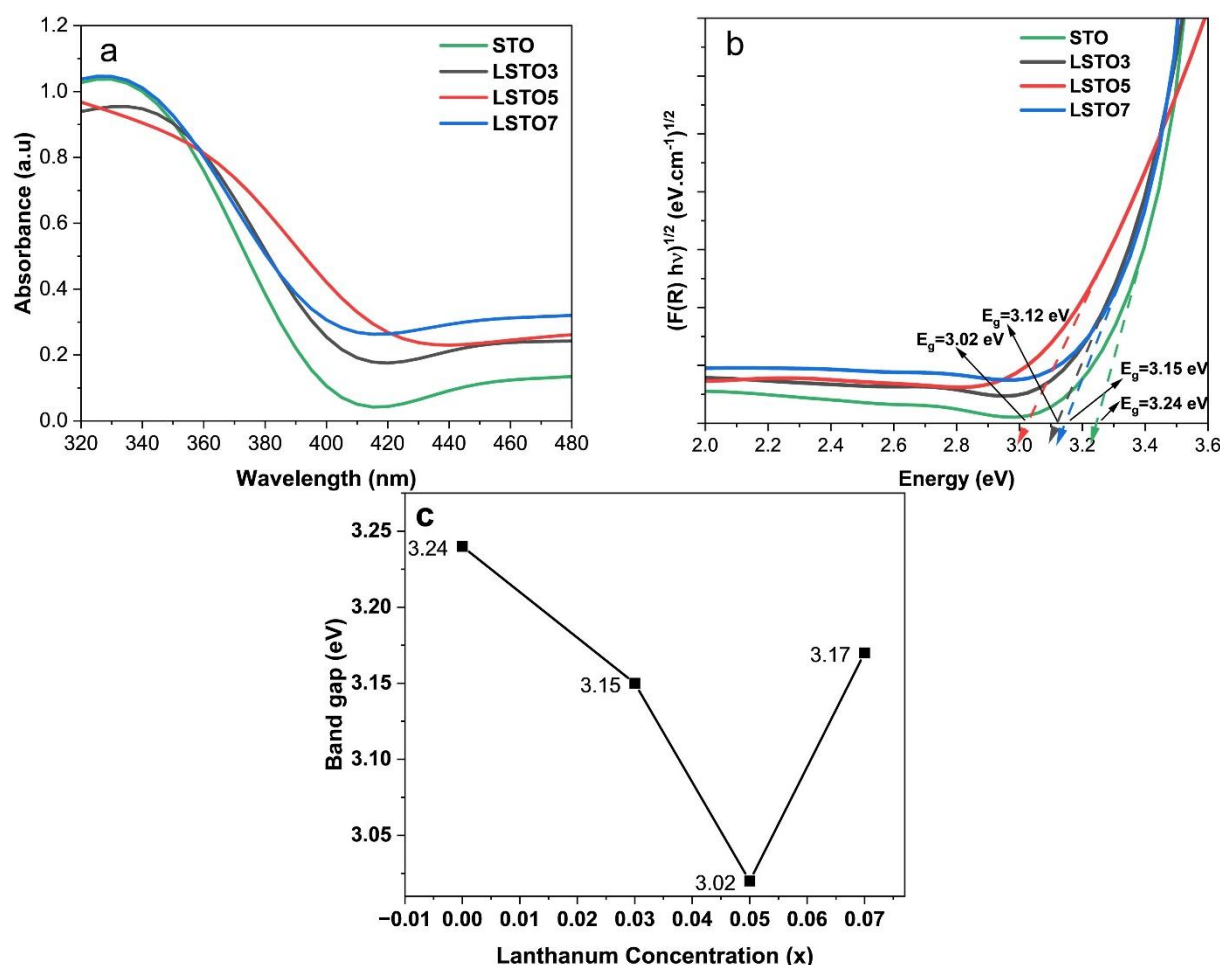 a
STO
LSTO3
LSTO5
LSTO7
1.2
1.0
0.8
0.6
0.4
0.2
0.0
Absorbance (a.u)
320 340 360 380 400 420 440 460 480
Wavelength (nm)
b
STO
LSTO3
LSTO5
LSTO7
(F(R) hν)^1/2 (eV.cm^-1)^1/2
E_g=3.12 eV
E_g=3.02 eV
E_g=3.15 eV
E_g=3.24 eV
2.0 2.2 2.4 2.6 2.8 3.0 3.2 3.4 3.6
Energy (eV)
c
3.25
3.20
3.15
3.10
3.05
Band gap (eV)
3.24
3.15
3.17
3.02
−0.01 0.00 0.01 0.02 0.03 0.04 0.05 0.06 0.07
Lanthanum Concentration (x)